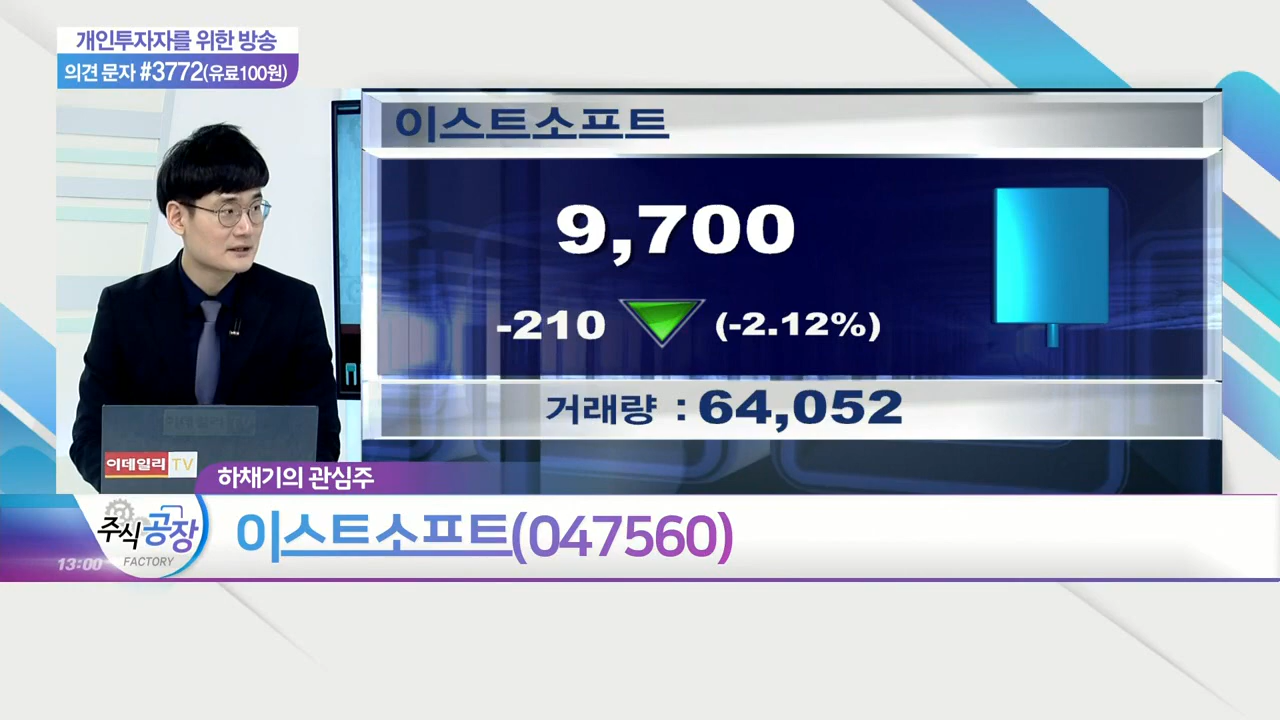 개인투자자를 위한 방송
의견 문자 #3772(유료100원)
이스트소프트
9,700
-210 (-2.12%)
거래량 : 64,052
이데일리TV
하채기의 관심주
주식공장
FACTORY
13:00
이스트소프트(047560)